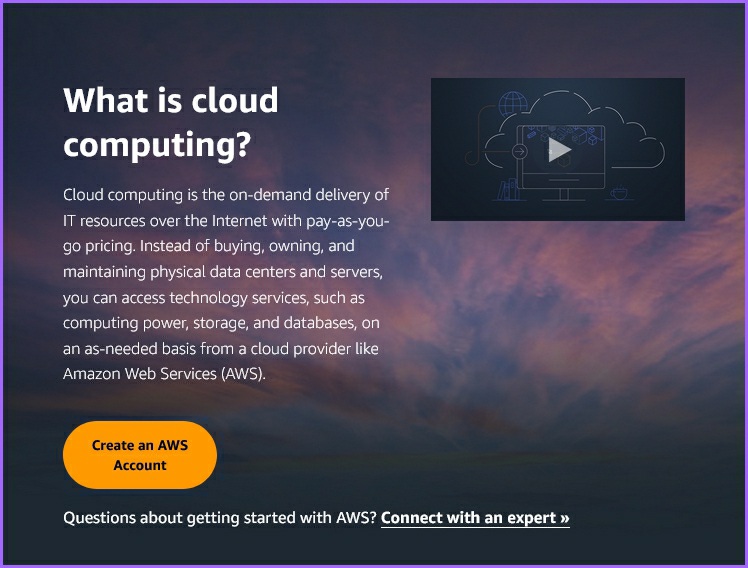 What is cloud
computing?
Cloud computing is the on-demand delivery of
IT resources over the Internet with pay-as-you-
go pricing. Instead of buying, owning, and
maintaining physical data centers and servers,
you can access technology services, such as
computing power, storage, and databases, on
an as-needed basis from a cloud provider like
Amazon Web Services (AWS).
Create an AWS
Account
Questions about getting started with AWS? Connect with an expert »